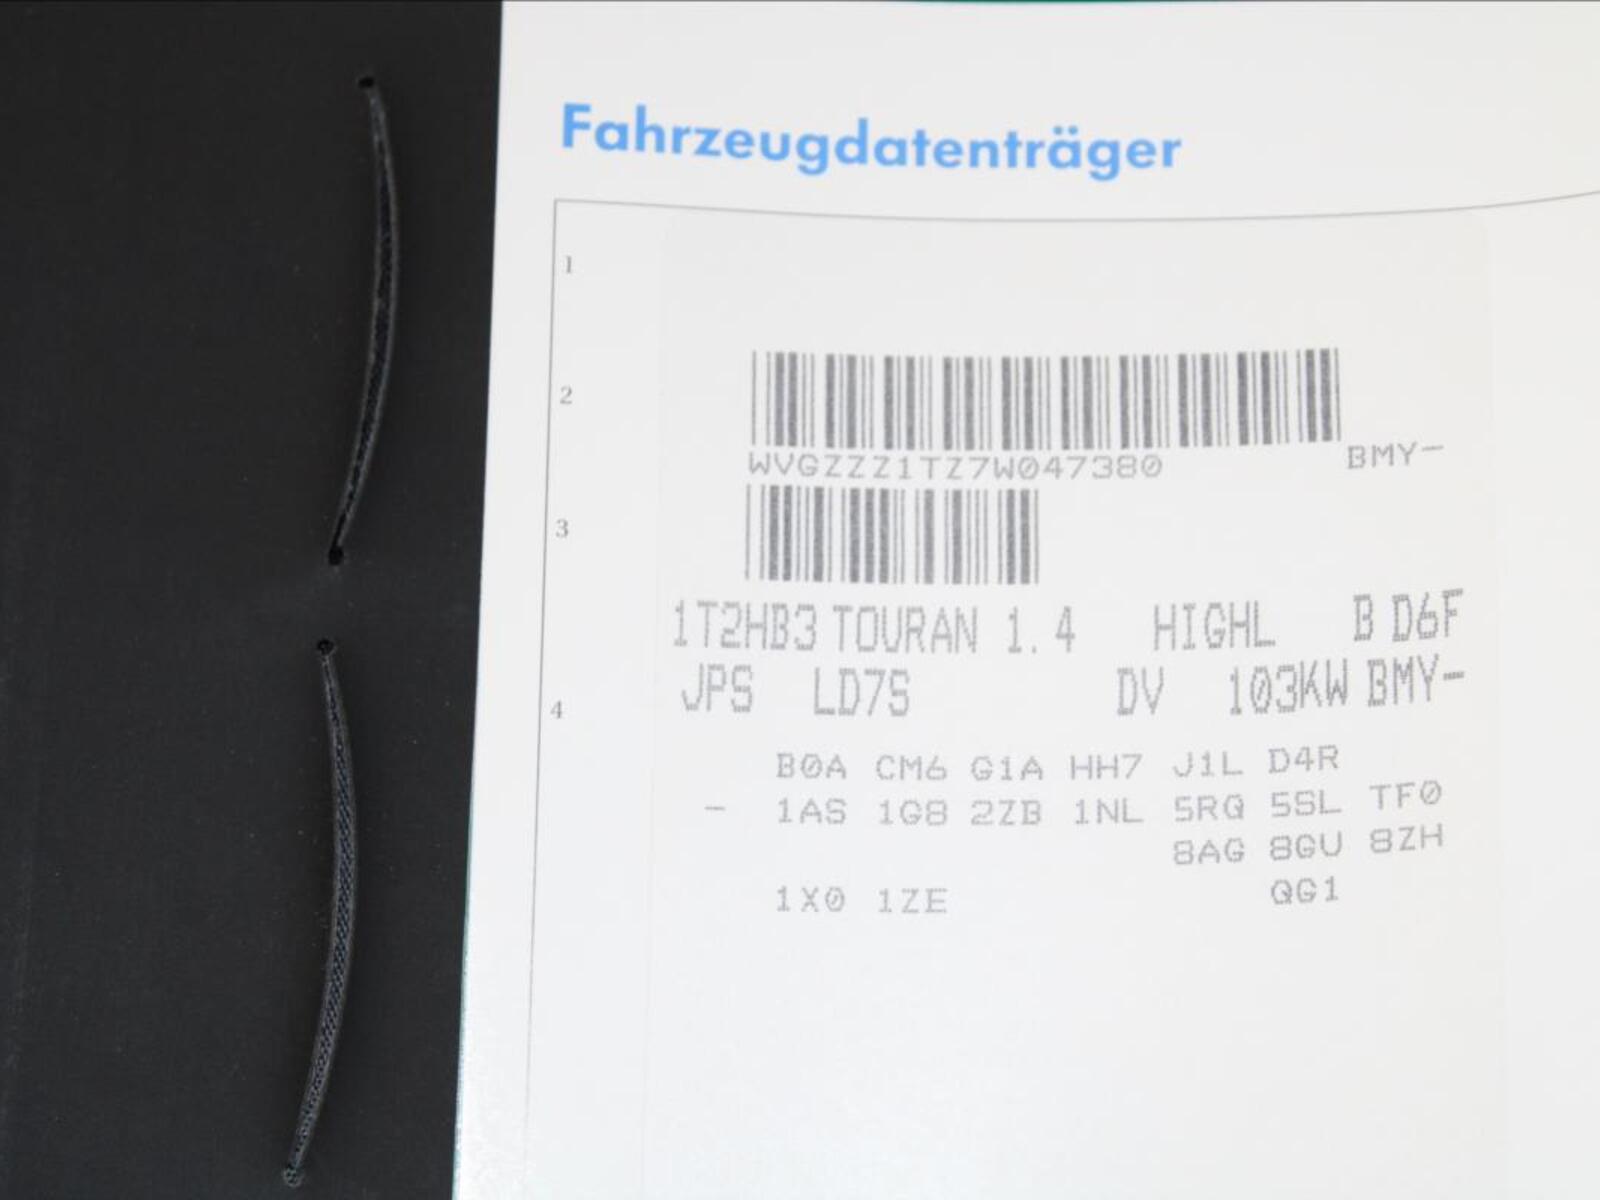 Fahrzeugdatenträger
1
2
WVGZZZ1TZ7W047380 BMY-
3
1T2HB3 TOURAN 1.4 HIGHL B D6F
JPS LD7S DV 103KW BMY-
4
B0A CM6 G1A HH7 J1L D4R
- 1AS 1G8 2ZB 1NL 5RQ 5SL TF0
8AG 8GU 8ZH
1X0 1ZE QG1